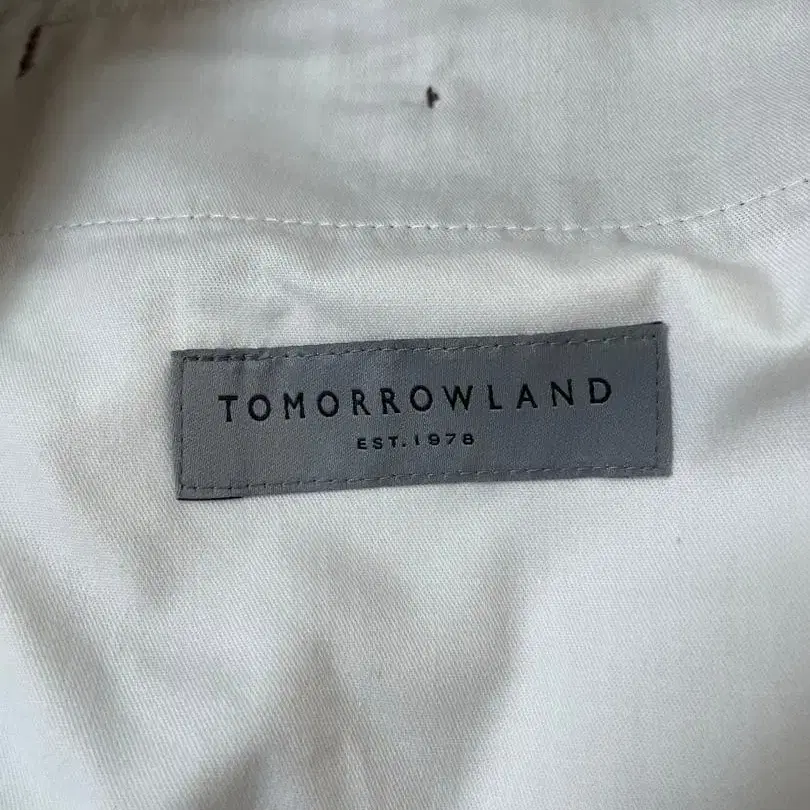 TOMORROWLAND
EST. 1978